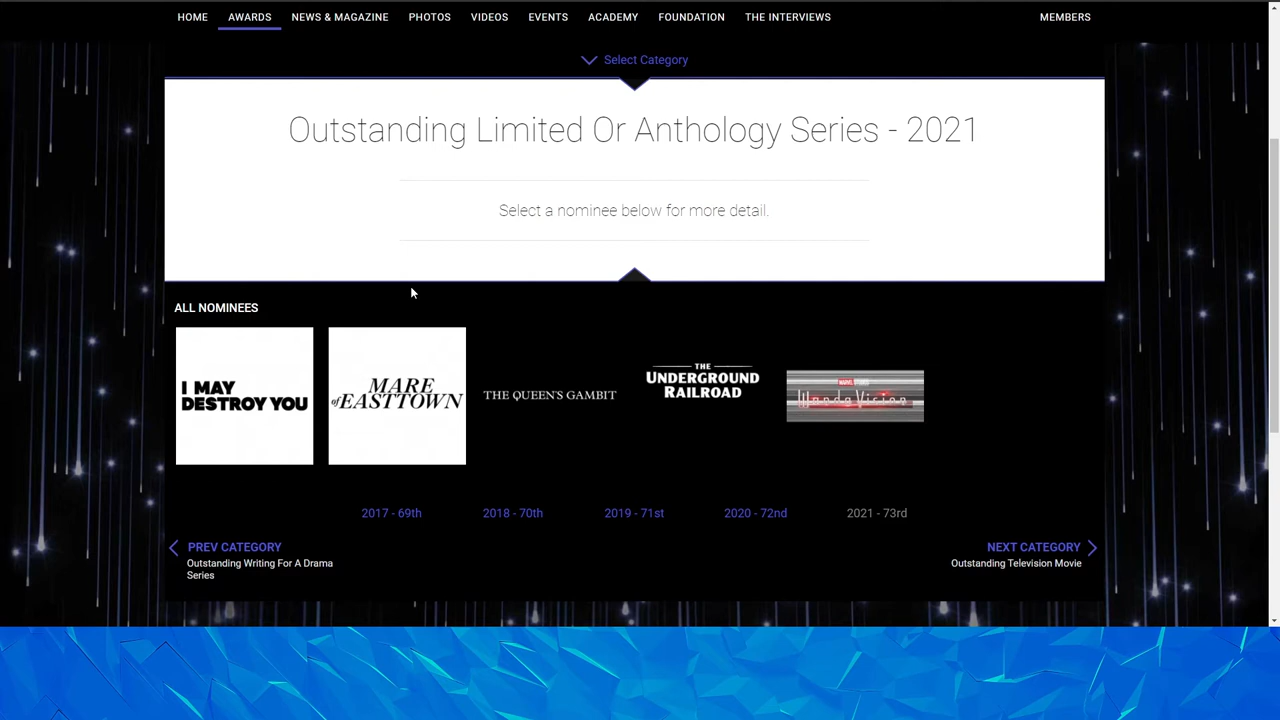 HOME AWARDS NEWS & MAGAZINE PHOTOS VIDEOS EVENTS ACADEMY FOUNDATION THE INTERVIEWS MEMBERS
Select Category
Outstanding Limited Or Anthology Series - 2021
Select a nominee below for more detail.
ALL NOMINEES
I MAY
DESTROY YOU
MARE
of EASTTOWN
THE QUEEN'S GAMBIT
THE
UNDERGROUND
RAILROAD
MARVEL STUDIOS
WandaVision
2017 - 69th 2018 - 70th 2019 - 71st 2020 - 72nd 2021 - 73rd
PREV CATEGORY
Outstanding Writing For A Drama
Series
NEXT CATEGORY
Outstanding Television Movie